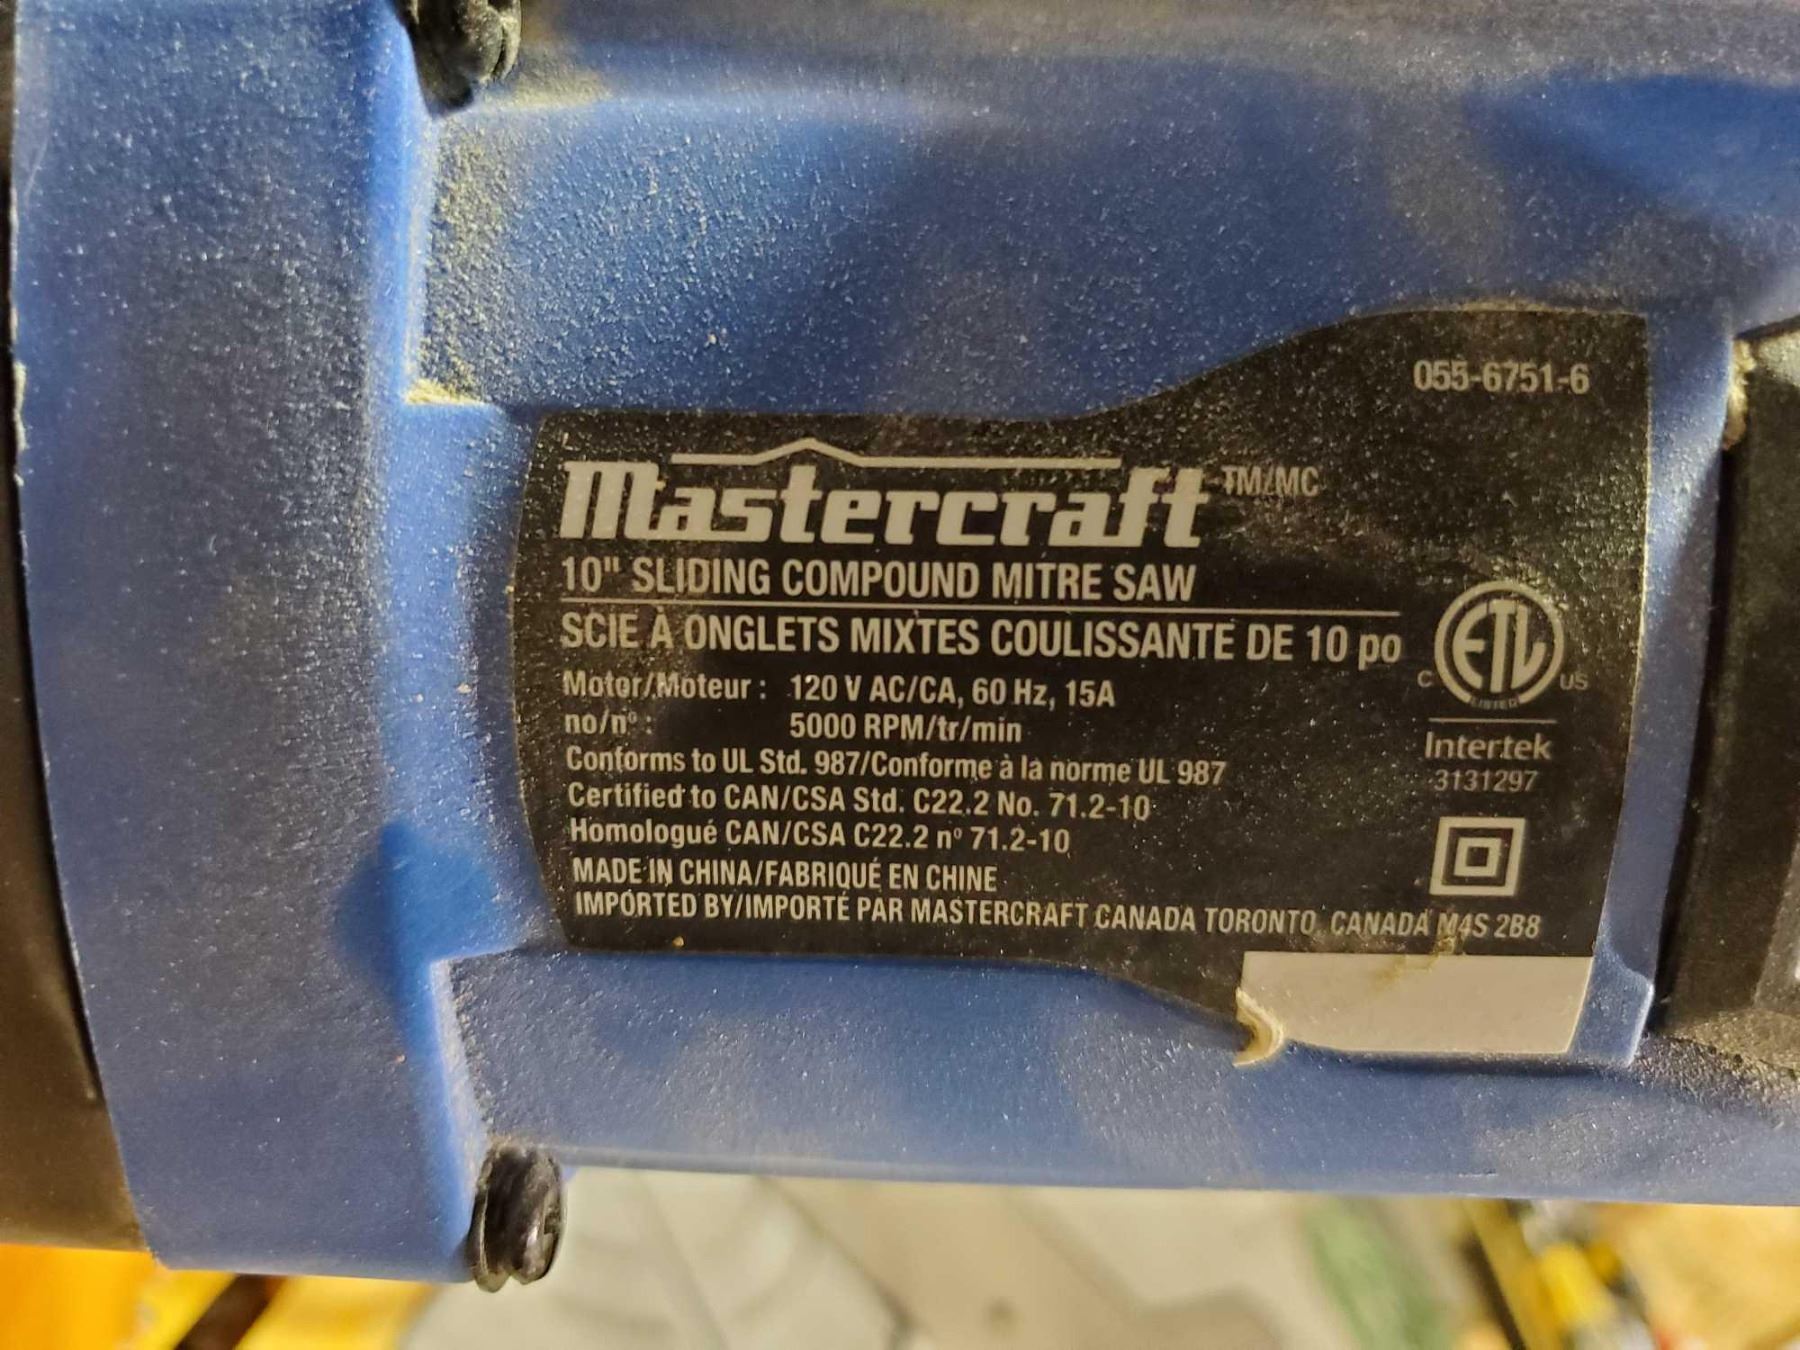 055-6751-6
Mastercraft TM/MC
10" SLIDING COMPOUND MITRE SAW
SCIE À ONGLETS MIXTES COULISSANTE DE 10 po
Motor/Moteur : 120 V AC/CA, 60 Hz, 15A
no/nº : 5000 RPM/tr/min
Conforms to UL Std. 987/Conforme à la norme UL 987
Certified to CAN/CSA Std. C22.2 No. 71.2-10
Homologué CAN/CSA C22.2 nº 71.2-10
MADE IN CHINA/FABRIQUÉ EN CHINE
IMPORTED BY/IMPORTÉ PAR MASTERCRAFT CANADA TORONTO, CANADA M4S 2B8
ETL
C US
LISTED
Intertek
3131297